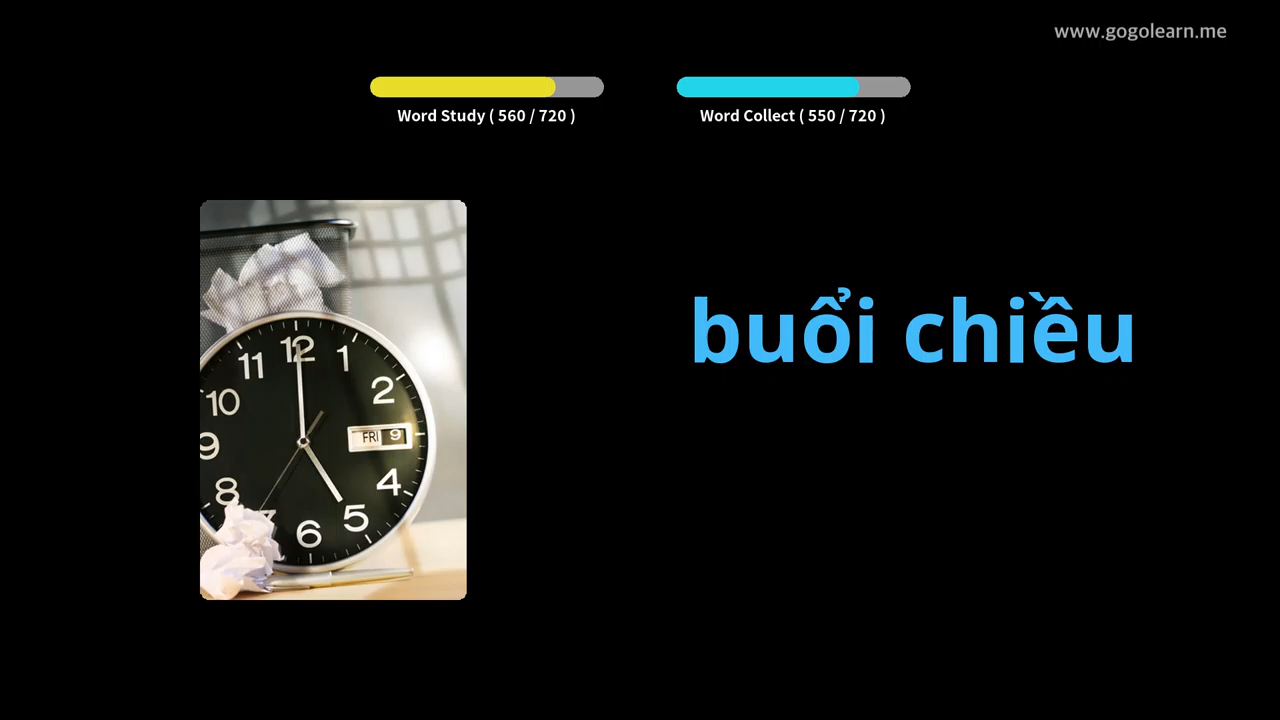 www.gogolearn.me
Word Study ( 560 / 720 )
Word Collect ( 550 / 720 )
buổi chiều
12
1
2
FRI 9
4
5
6
7
8
9
10
11